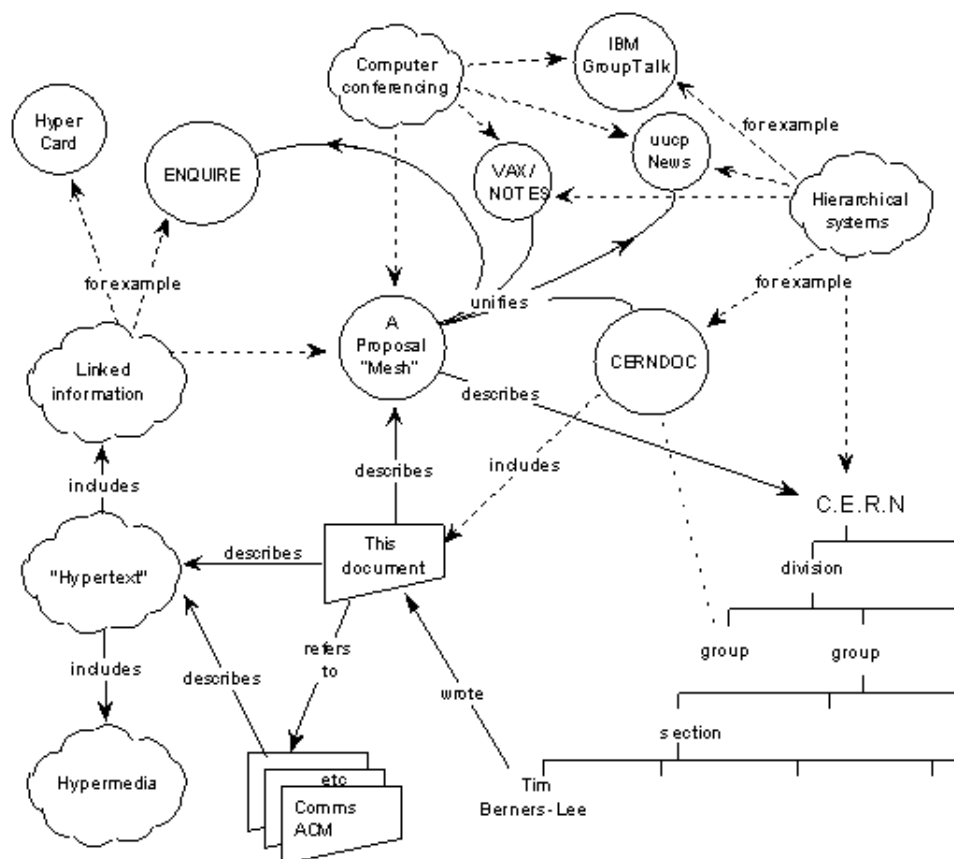 IBM
GroupTalk
Computer
conferencing
Hyper
Card
for example
uucp
News
ENQUIRE
VAX/
NOTES
Hierarchical
systems
for example
for example
unifies
A
Proposal
"Mesh"
CERNDOC
Linked
information
describes
describes
includes
includes
C.E.R.N
This
document
describes
division
"Hypertext"
refers
to
group
group
includes
describes
wrote
section
Hypermedia
etc
Tim
Berners-Lee
Comms
ACM